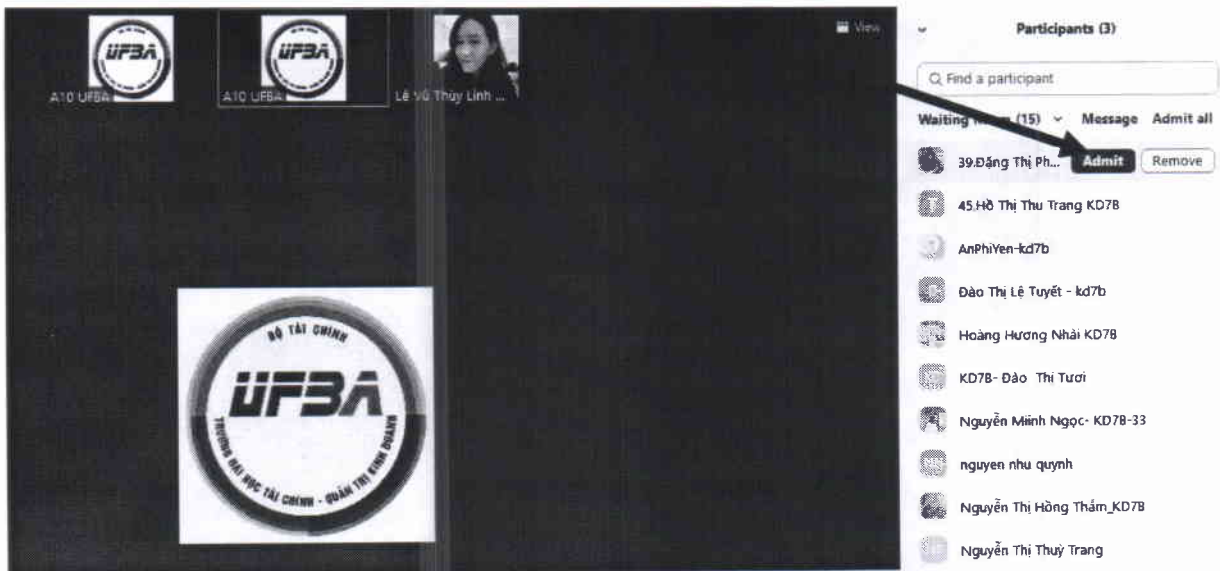 View
A10 UFBA
A10 UFBA
Lê Vũ Thùy Linh ...
UFBA
UFBA
BỘ TÀI CHÍNH
UFBA
TRƯỜNG ĐẠI HỌC TÀI CHÍNH - QUẢN TRỊ KINH DOANH
Participants (3)
Find a participant
Waiting (15) Message Admit all
39.Đặng Thị Ph... Admit Remove
45.Hồ Thị Thu Trang KD7B
AnPhiYen-kd7b
Đào Thị Lệ Tuyết - kd7b
Hoàng Hương Nhài KD7B
KD7B- Đào Thị Tươi
Nguyễn Miinh Ngọc- KD7B-33
nguyen nhu quynh
Nguyễn Thị Hồng Thắm_KD7B
Nguyễn Thị Thuỳ Trang